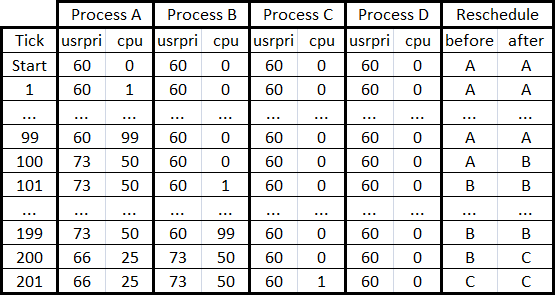 Process A Process B Process C Process D Reschedule
Tick usrpri cpu usrpri cpu usrpri cpu usrpri cpu before after
Start 60 0 60 0 60 0 60 0 A A
1 60 1 60 0 60 0 60 0 A A
... ... ... ... ... ... ... ... ... ... ...
99 60 99 60 0 60 0 60 0 A A
100 73 50 60 0 60 0 60 0 A B
101 73 50 60 1 60 0 60 0 B B
... ... ... ... ... ... ... ... ... ... ...
199 73 50 60 99 60 0 60 0 B B
200 66 25 73 50 60 0 60 0 B C
201 66 25 73 50 60 1 60 0 C C